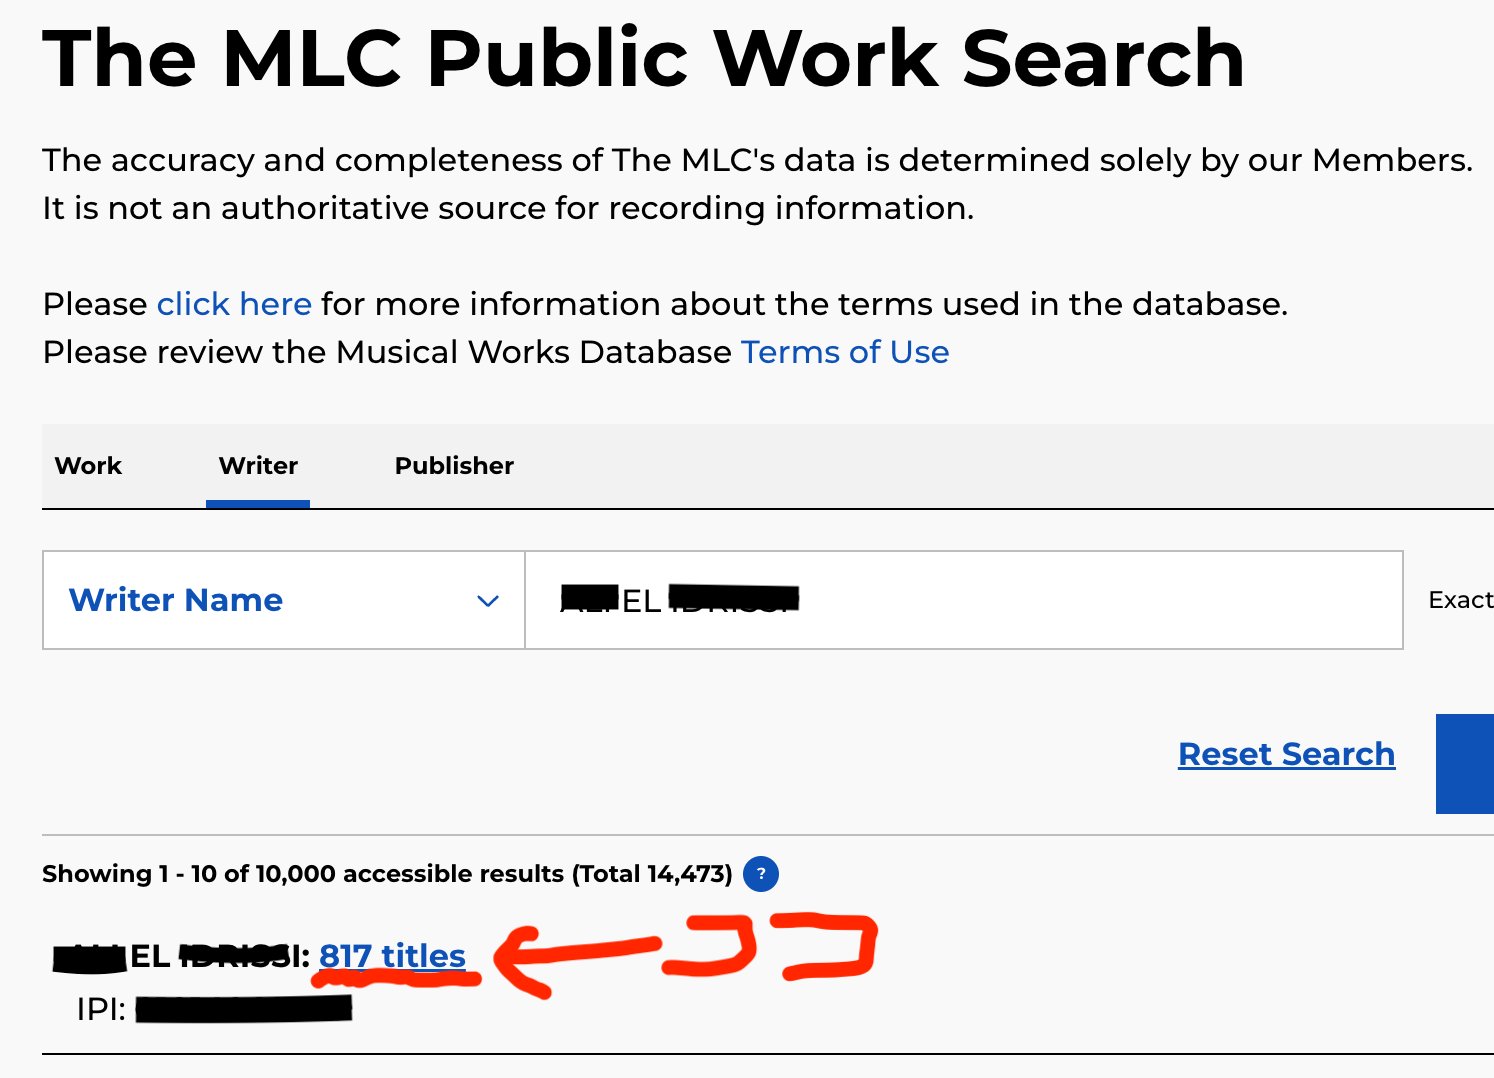 The MLC Public Work Search
The accuracy and completeness of The MLC's data is determined solely by our Members.
It is not an authoritative source for recording information.
Please click here for more information about the terms used in the database.
Please review the Musical Works Database Terms of Use
Work Writer Publisher
Writer Name EL Exact
Reset Search
Showing 1 - 10 of 10,000 accessible results (Total 14,473) ?
EL : 817 titles ← ココ
IPI: